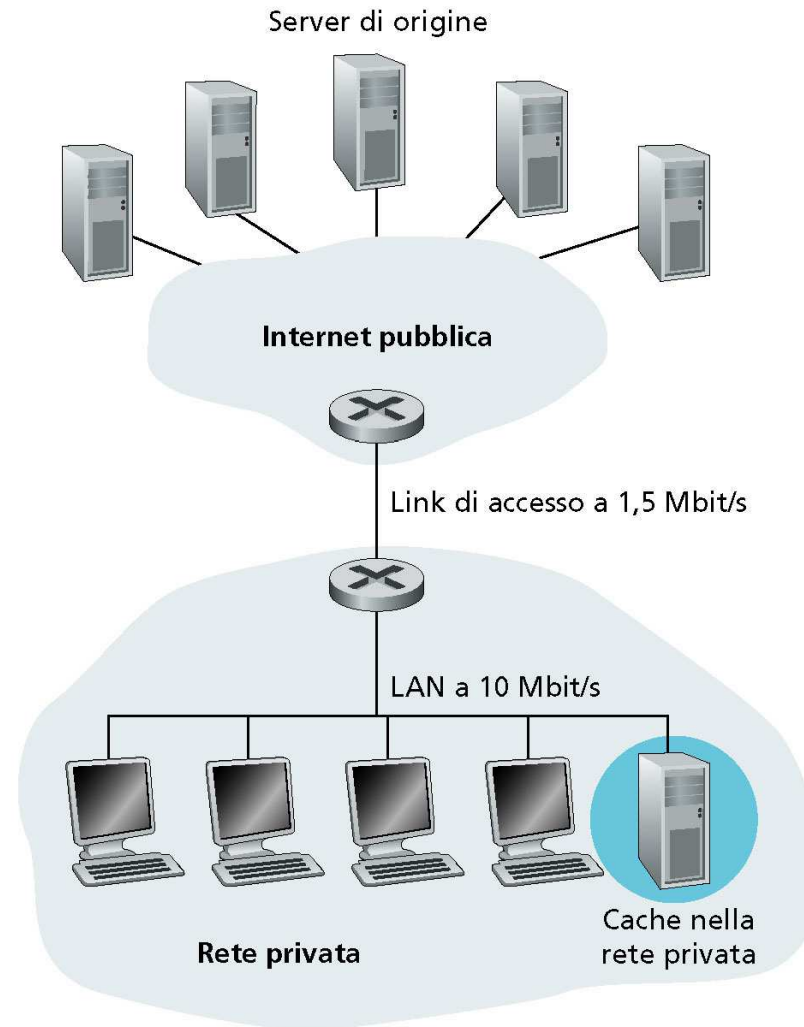 Server di origine
Internet pubblica
Link di accesso a 1,5 Mbit/s
LAN a 10 Mbit/s
Cache nella
rete privata
Rete privata